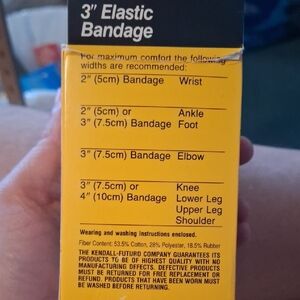 3" Elastic
Bandage
For maximum comfort the following
widths are recommended:
2" (5cm) Bandage Wrist
2" (5cm) or Ankle
3" (7.5cm) Bandage Foot
3" (7.5cm) Bandage Elbow
3" (7.5cm) or Knee
4" (10cm) Bandage Lower Leg
Upper Leg
Shoulder
Wearing and washing instructions enclosed.
Fiber Content: 53.5% Cotton, 28% Polyester, 18.5% Rubber
THE KENDALL-FUTURO COMPANY GUARANTEES ITS
PRODUCTS TO BE OF HIGHEST QUALITY WITH NO
MANUFACTURING DEFECTS. DEFECTIVE PRODUCTS
MUST BE RETURNED FOR FREE REPLACEMENT OR
REFUND. PRODUCTS THAT HAVE BEEN WORN MUST
BE WASHED BEFORE RETURNING.